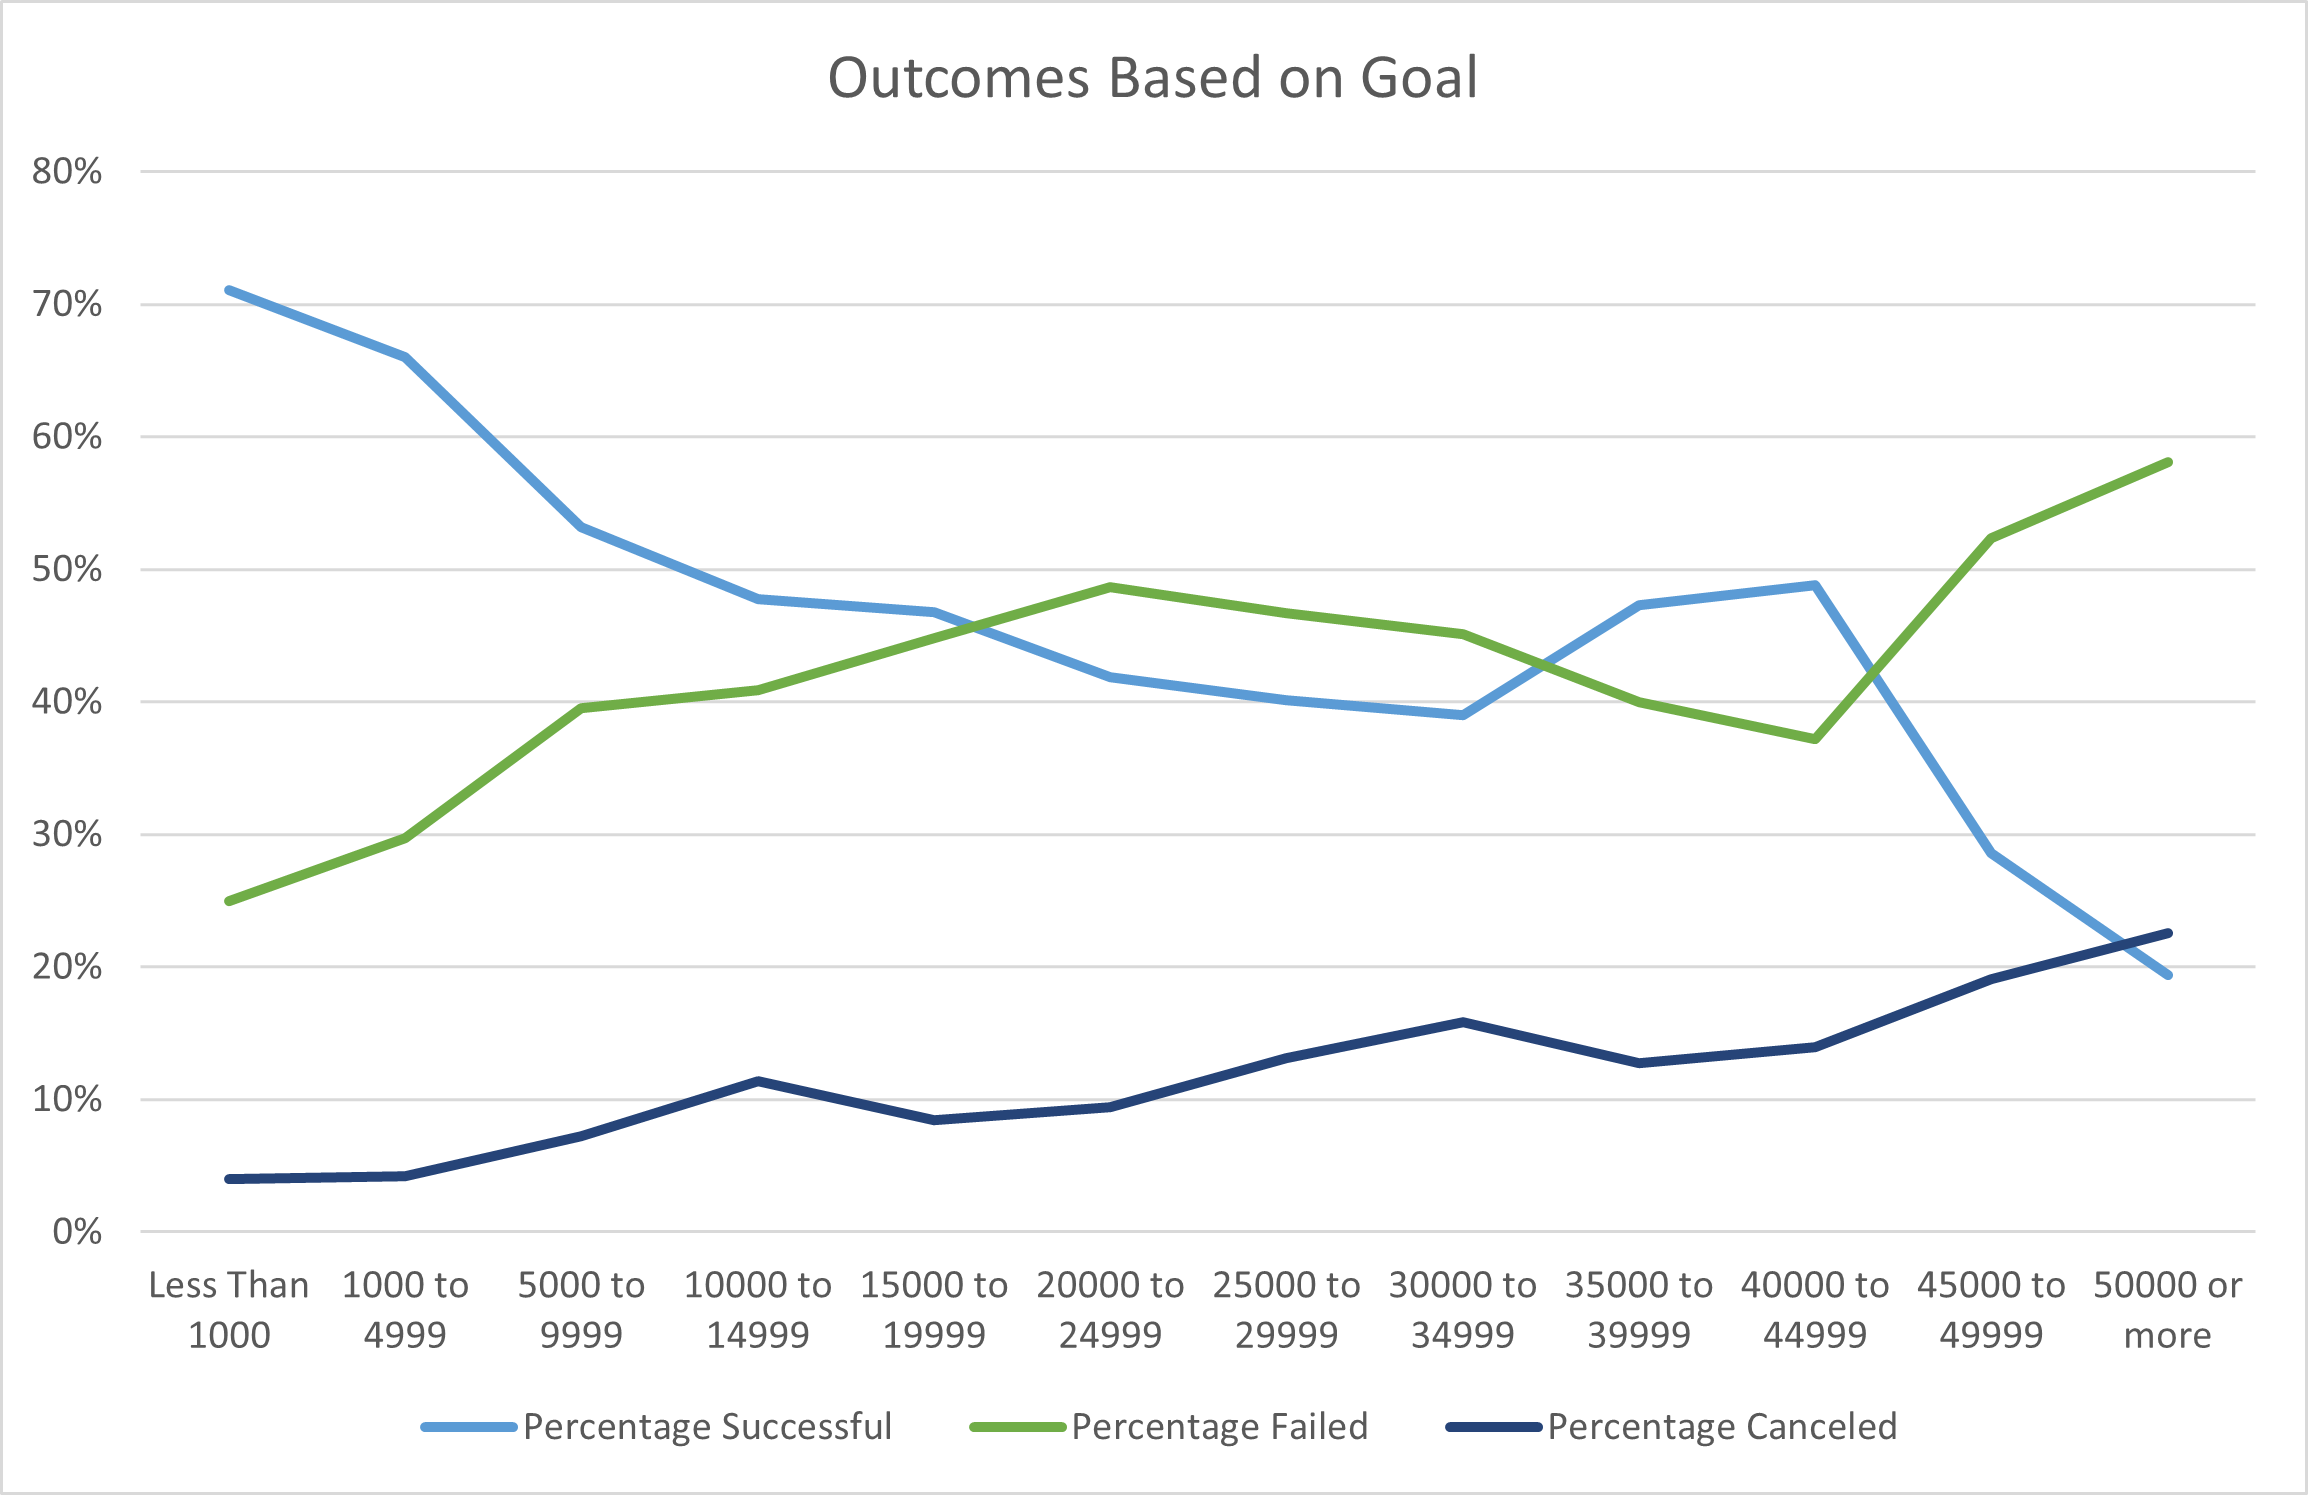 Outcomes Based on Goal
80%
70%
60%
50%
40%
30%
20%
10%
0%
Less Than 1000 to 5000 to 10000 to 15000 to 20000 to 25000 to 30000 to 35000 to 40000 to 45000 to 50000 or
1000 4999 9999 14999 19999 24999 29999 34999 39999 44999 49999 more
Percentage Successful Percentage Failed Percentage Canceled